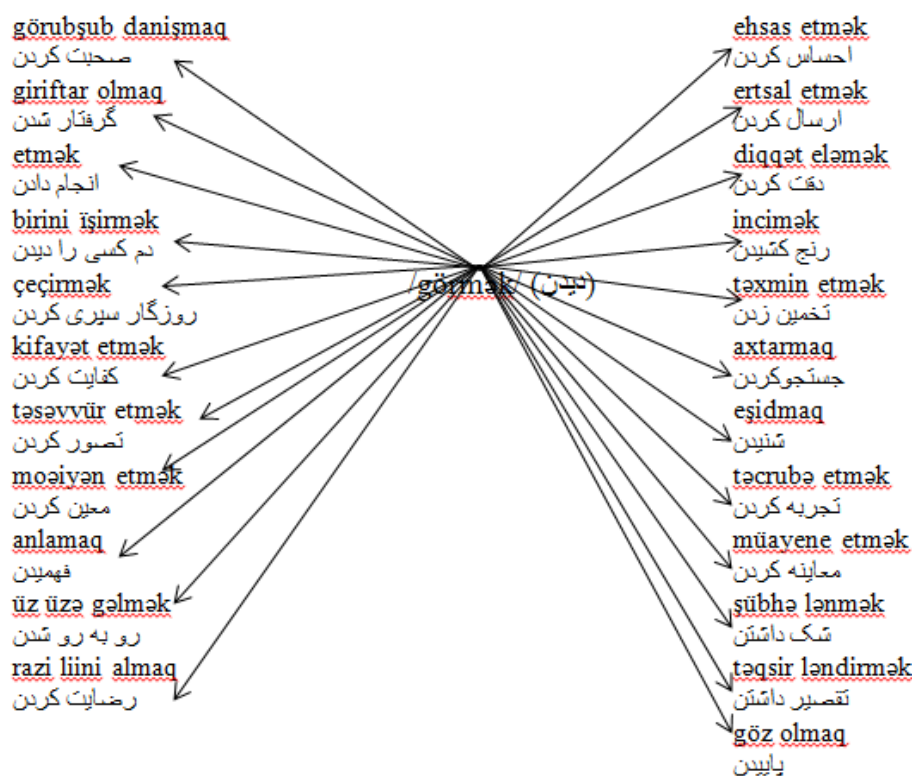 görubşub danişmaq
صحبت کردن
giriftar olmaq
گرفتار شدن
etmək
انجام دادن
birini ïşirmək
دم کسی را دیدن
çeçirmək
روزگار سپری کردن
kifayət etmək
کفایت کردن
təsəvvür etmək
تصور کردن
moəiyən etmək
معین کردن
anlamaq
فهمیدن
üz üzə gəlmək
رو به رو شدن
razi liini almaq
رضایت کردن
/görmək/ (دیدن)
ehsas etmək
احساس کردن
ertsal etmək
ارسال کردن
diqqət eləmək
دقت کردن
incimək
رنج کشیدن
təxmin etmək
تخمین زدن
axtarmaq
جستجوکردن
eşidmaq
شنیدن
təcrubə etmək
تجربه کردن
müayene etmək
معاینه کردن
şübhə lənmək
شک داشتن
təqsir ləndirmək
تقصیر داشتن
göz olmaq
پاییدن